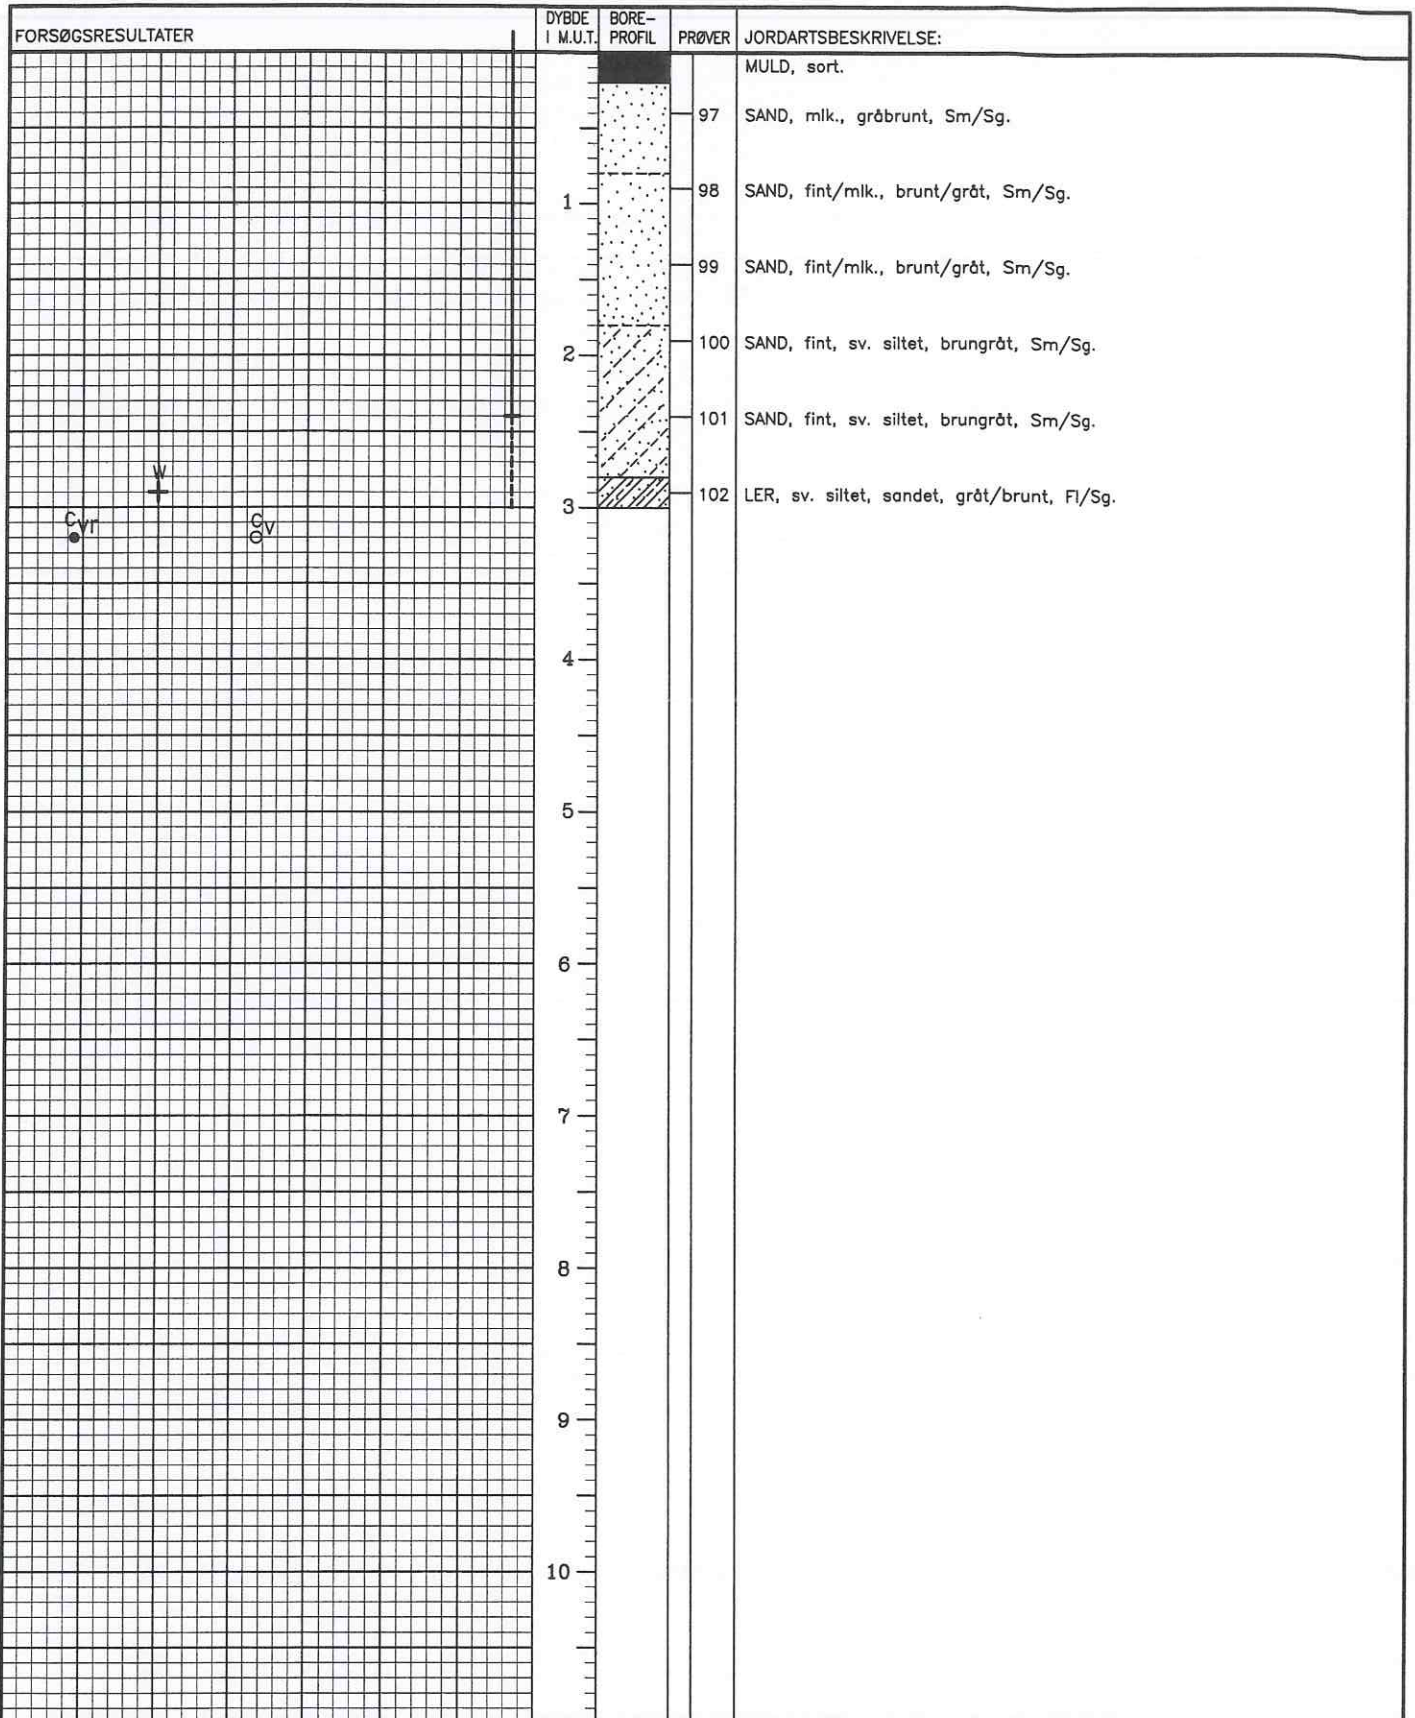 FORSØGSRESULTATER
DYBDE I M.U.T.
BORE-PROFIL
PRØVER
JORDARTSBESKRIVELSE:
MULD, sort.
97 SAND, mlk., gråbrunt, Sm/Sg.
1
98 SAND, fint/mlk., brunt/gråt, Sm/Sg.
99 SAND, fint/mlk., brunt/gråt, Sm/Sg.
2
100 SAND, fint, sv. siltet, brungråt, Sm/Sg.
101 SAND, fint, sv. siltet, brungråt, Sm/Sg.
W
3
102 LER, sv. siltet, sandet, gråt/brunt, Fl/Sg.
Cvr
Cv
4
5
6
7
8
9
10